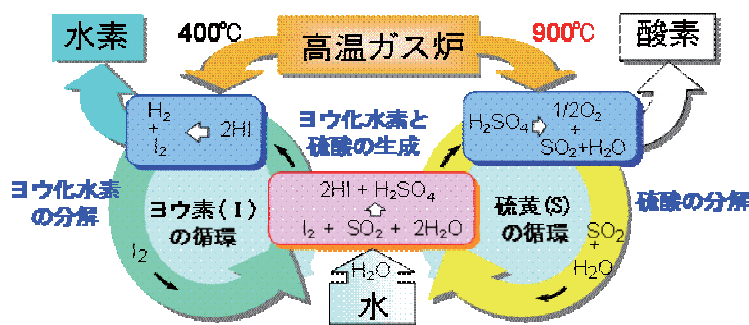 水素
400℃
高温ガス炉
900℃
酸素
H₂
+
I₂
2HI
ヨウ化水素と
硫酸の生成
H₂SO₄
1/2O₂
+
SO₂+H₂O
ヨウ化水素
の分解
ヨウ素(I)
の循環
2HI + H₂SO₄
I₂ + SO₂ + 2H₂O
硫黄(S)
の循環
硫酸の分解
I₂
SO₂
+
H₂O
H₂O
水